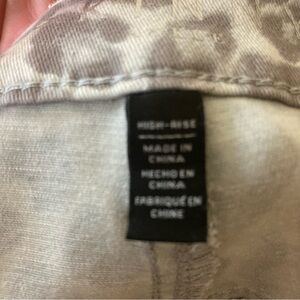 HIGH-RISE
MADE IN
CHINA
HECHO EN
CHINA
FABRIQUÉ EN
CHINE